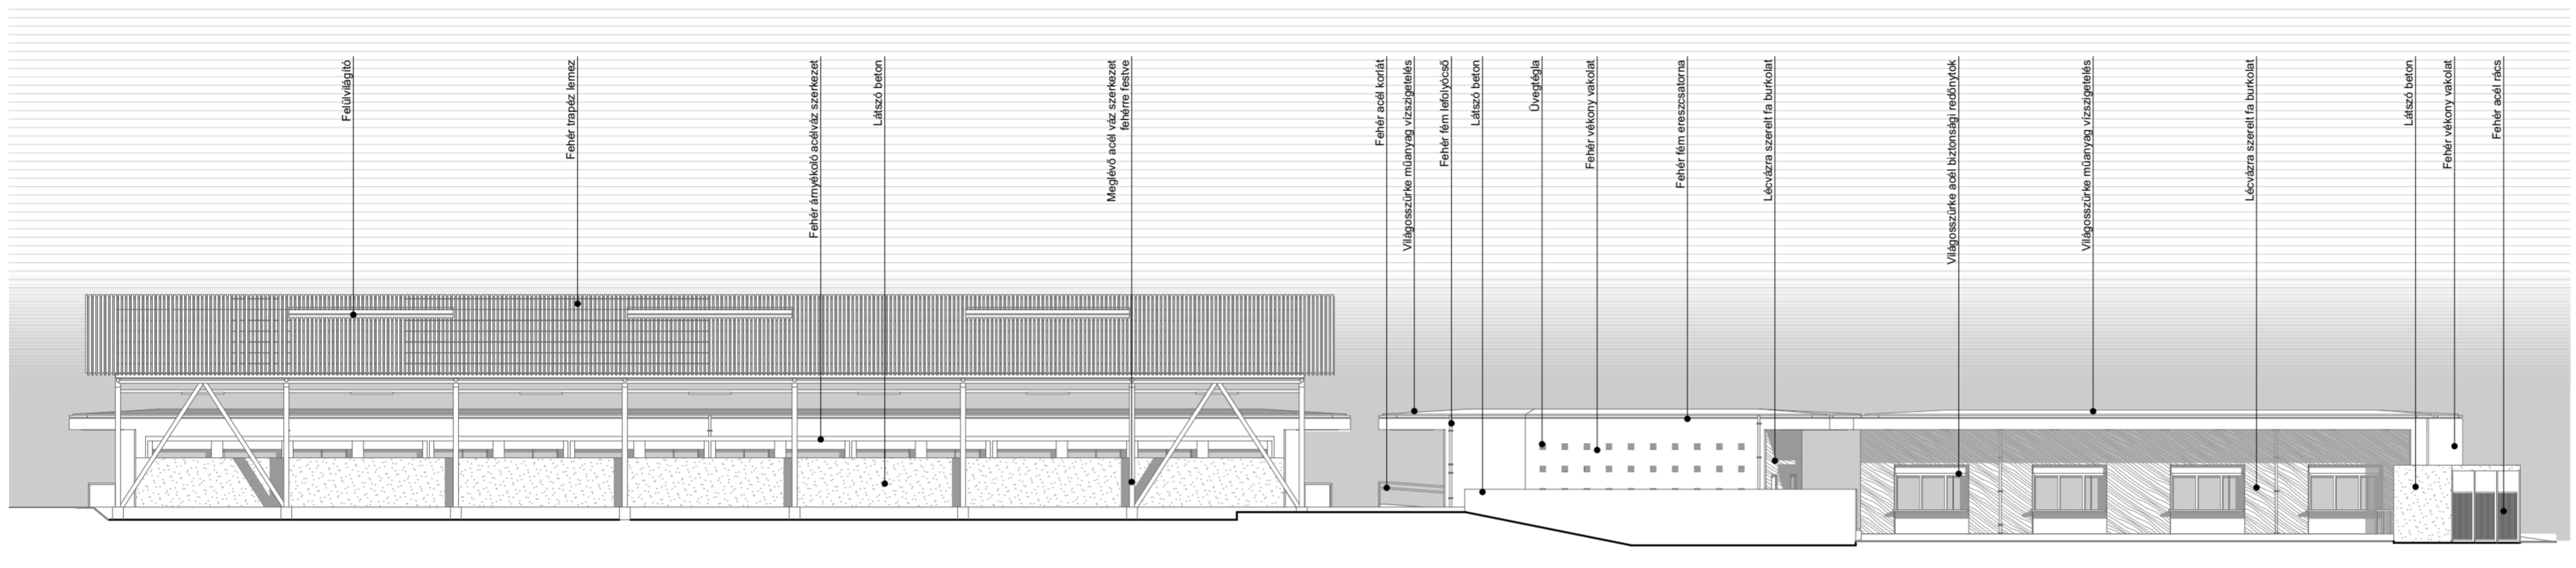 Felülvilágító
Fehér trapéz lemez
Fehér árnyékoló acélváz szerkezet
Látszó beton
Meglévő acél váz szerkezet
fehérre festve
Fehér acél korlát
Világosszürke műanyag vízszigetelés
Fehér fém lefolyócső
Látszó beton
Üvegtégla
Fehér vékony vakolat
Fehér fém ereszcsatorna
Lécvázra szerelt fa burkolat
Világosszürke acél biztonsági redőnytok
Világosszürke műanyag vízszigetelés
Lécvázra szerelt fa burkolat
Látszó beton
Fehér vékony vakolat
Fehér acél rács